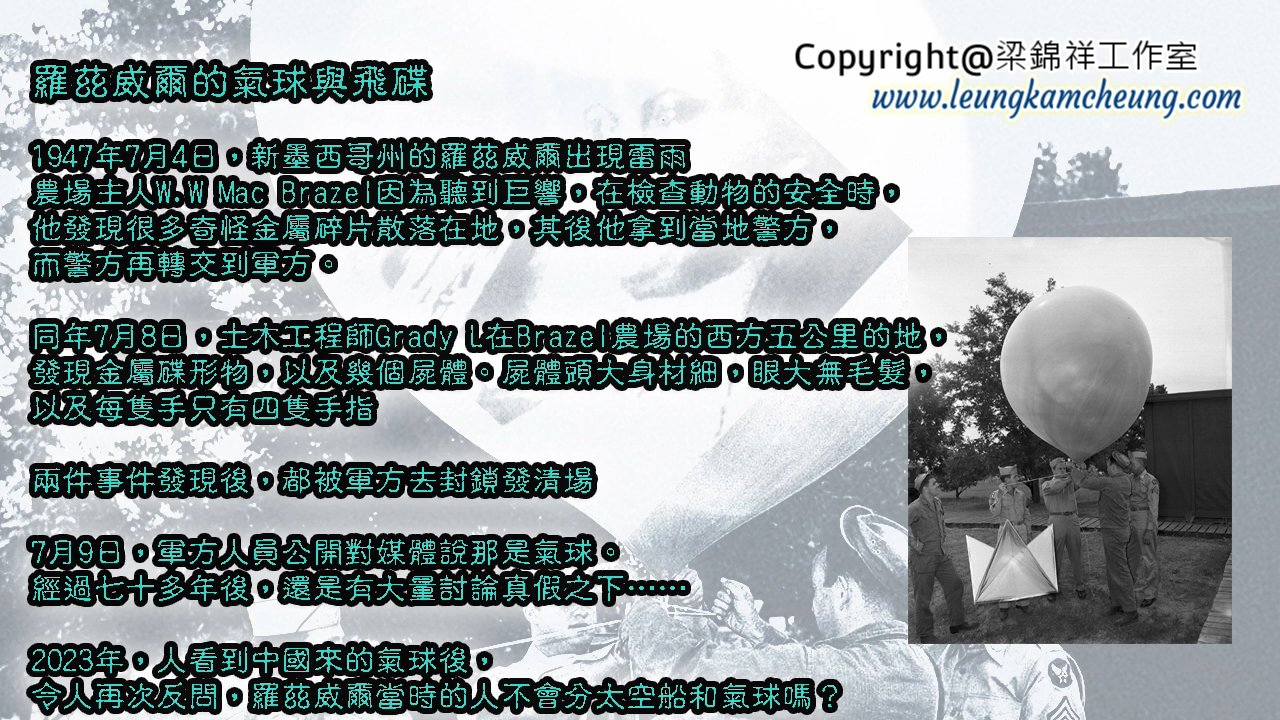 Copyright@梁錦祥工作室
www.leungkamcheung.com
羅茲威爾的氣球與飛碟
1947年7月4日，新墨西哥州的羅茲威爾出現雷雨
農場主人W.W Mac Brazel因為聽到巨響，在檢查動物的安全時，
他發現很多奇怪金屬碎片散落在地，其後他拿到當地警方，
而警方再轉交到軍方。
同年7月8日，土木工程師Grady L在Brazel農場的西方五公里的地，
發現金屬碟形物，以及幾個屍體。屍體頭大身材細，眼大無毛髮，
以及每隻手只有四隻手指
兩件事件發現後，都被軍方去封鎖發清場
7月9日，軍方人員公開對媒體說那是氣球。
經過七十多年後，還是有大量討論真假之下……
2023年，人看到中國來的氣球後，
令人再次反問，羅茲威爾當時的人不會分太空船和氣球嗎？